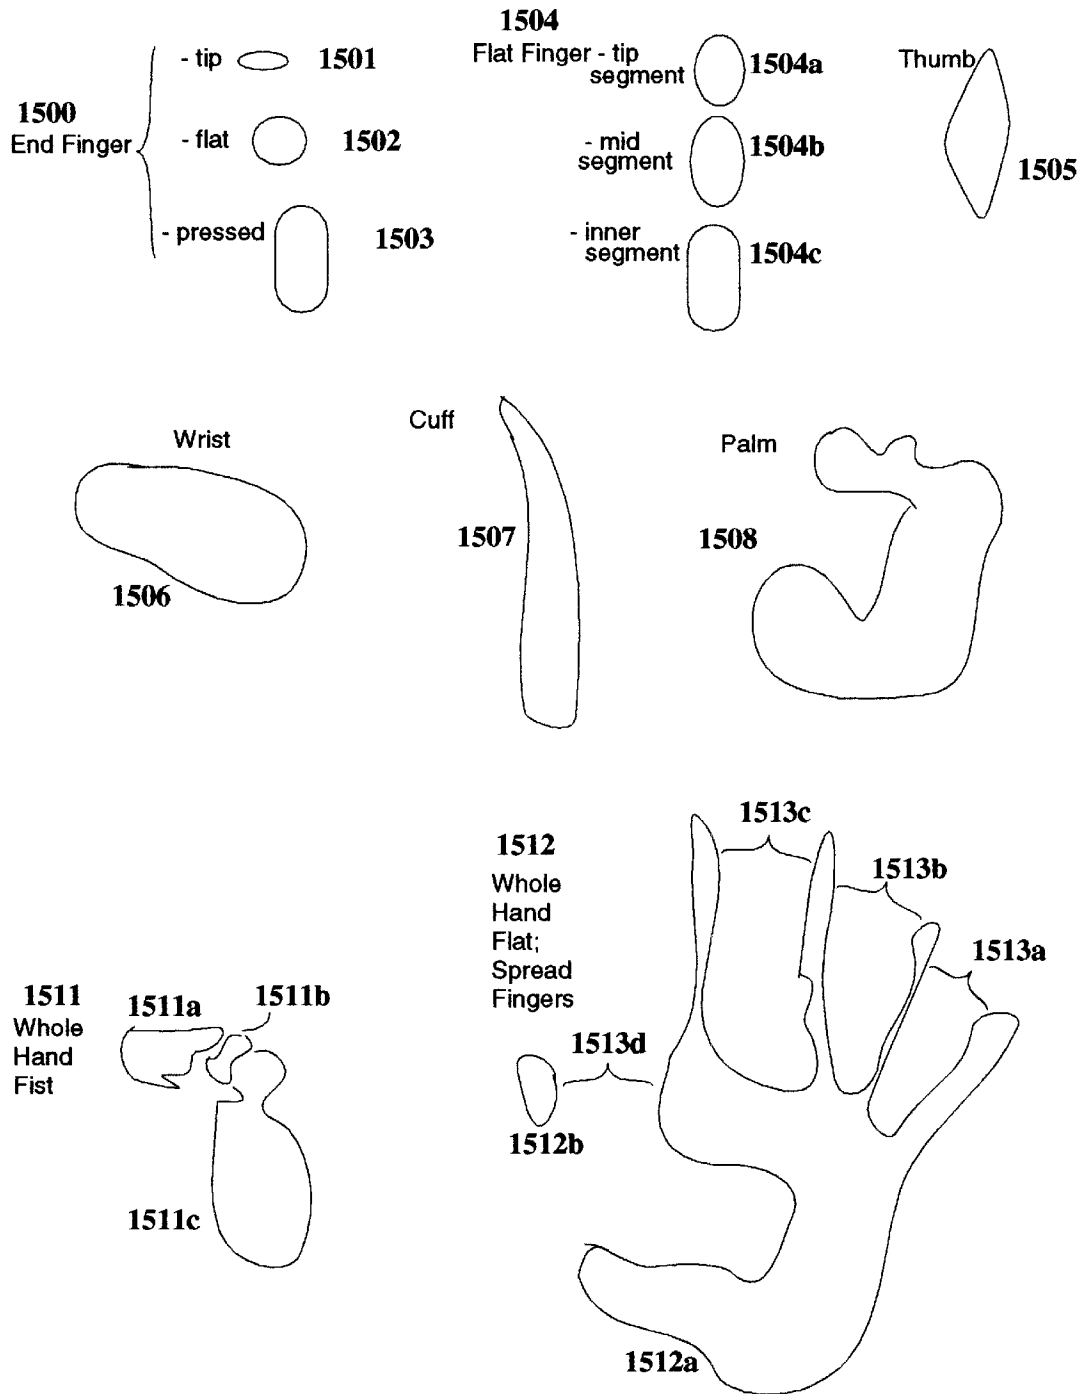 1500
End Finger
- tip
1501
- flat
1502
- pressed
1503
1504
Flat Finger - tip
segment
1504a
- mid
segment
1504b
- inner
segment
1504c
Thumb
1505
Wrist
1506
Cuff
1507
Palm
1508
1511
Whole
Hand
Fist
1511a
1511b
1511c
1512
Whole
Hand
Flat;
Spread
Fingers
1513c
1513b
1513a
1513d
1512b
1512a